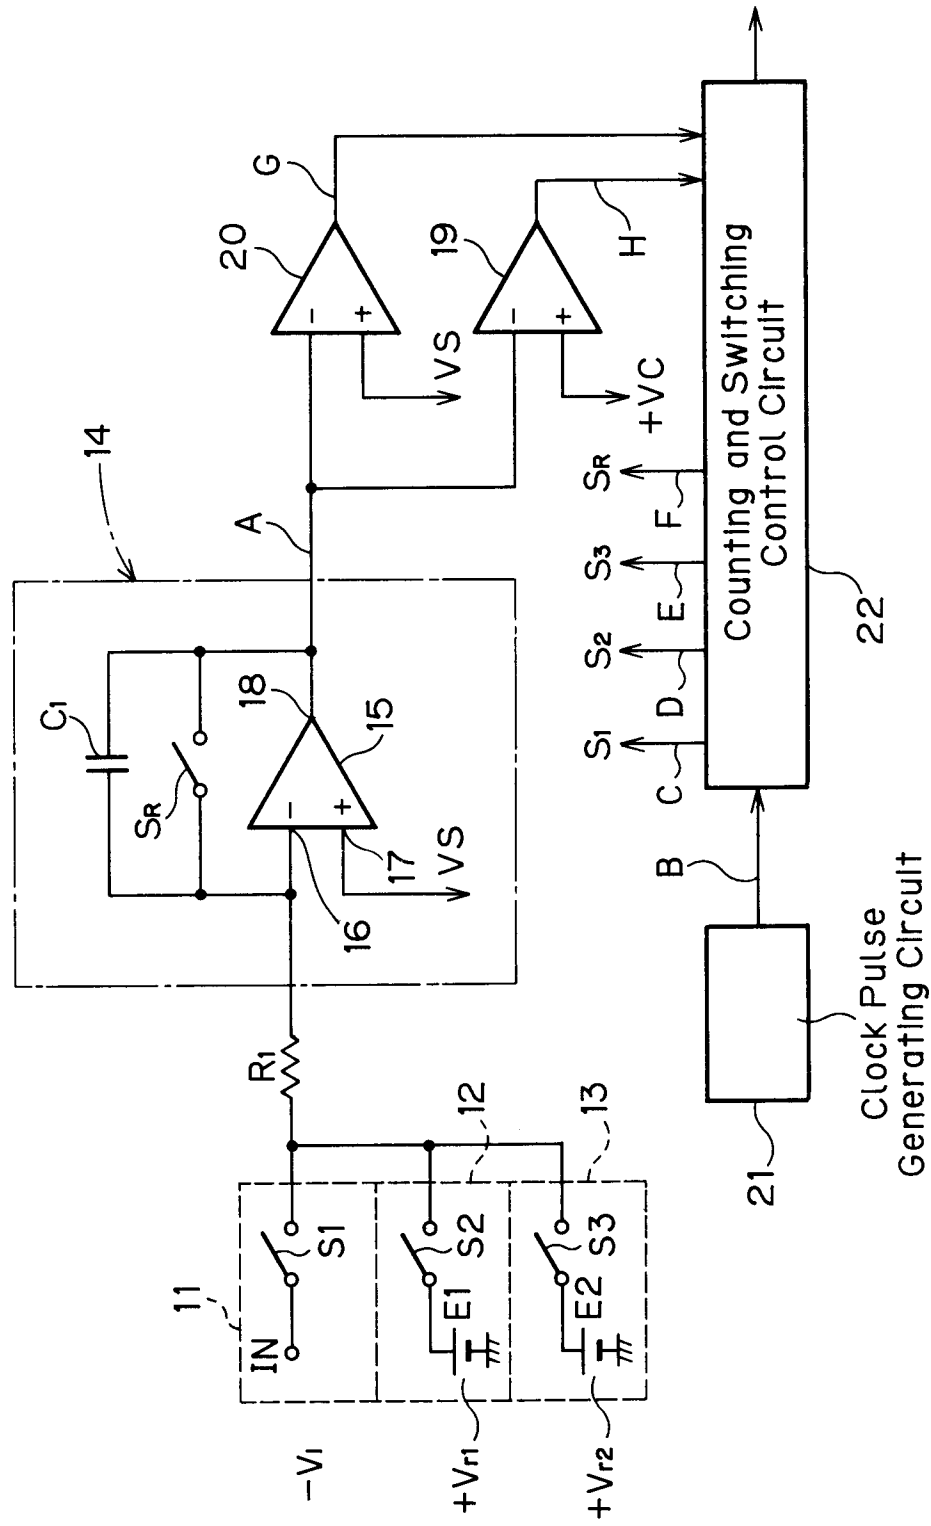 14
C1
SR
18
15
16
17
VS
A
20
G
VS
19
H
+VC
R1
11
IN
S1
12
E1
S2
13
E2
S3
-V1
+Vr1
+Vr2
S1
S2
S3
SR
C
D
E
F
B
21
Clock Pulse
Generating Circuit
Counting and Switching
Control Circuit
22
-
+
-
+
-
+